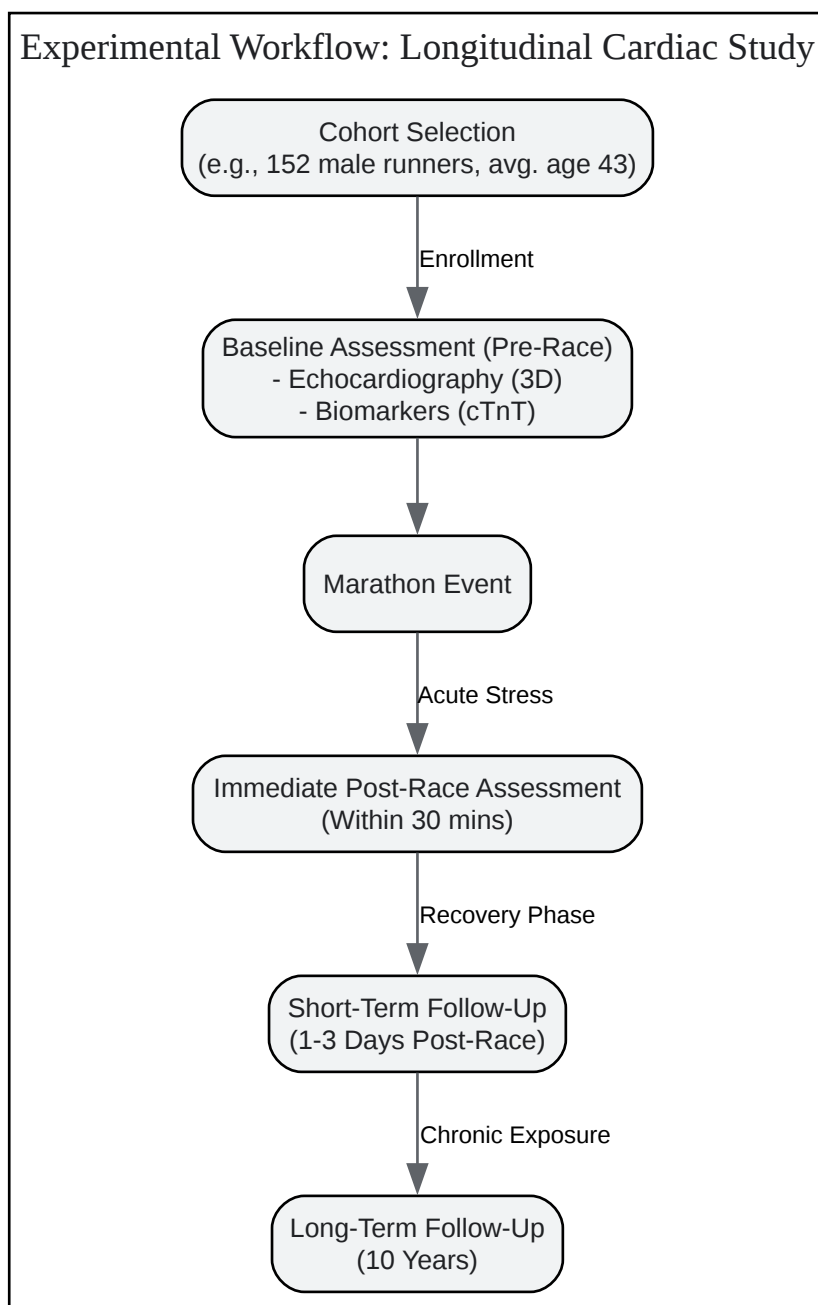 Experimental Workflow: Longitudinal Cardiac Study
Cohort Selection
(e.g., 152 male runners, avg. age 43)
Enrollment
Baseline Assessment (Pre-Race)
- Echocardiography (3D)
- Biomarkers (cTnT)
Marathon Event
Acute Stress
Immediate Post-Race Assessment
(Within 30 mins)
Recovery Phase
Short-Term Follow-Up
(1-3 Days Post-Race)
Chronic Exposure
Long-Term Follow-Up
(10 Years)